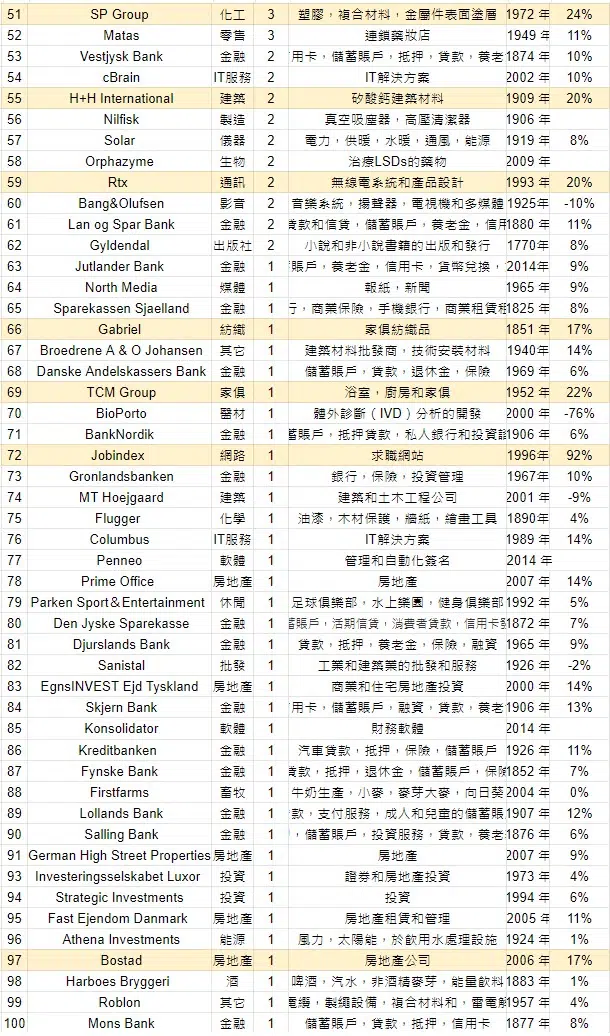 51 SP Group 化工 3 塑膠，複合材料，金屬件表面塗層 1972 年 24%
52 Matas 零售 3 連鎖藥妝店 1949 年 11%
53 Vestjysk Bank 金融 2 用卡，儲蓄賬戶，抵押，貸款，養老 1874 年 10%
54 cBrain IT服務 2 IT解決方案 2002 年 10%
55 H+H International 建築 2 矽酸鈣建築材料 1909 年 20%
56 Nilfisk 製造 2 真空吸塵器，高壓清潔器 1906 年
57 Solar 儀器 2 電力，供暖，水暖，通風，能源 1919 年 8%
58 Orphazyme 生物 2 治療LSDs的藥物 2009 年
59 Rtx 通訊 2 無線電系統和產品設計 1993 年 20%
60 Bang&Olufsen 影音 2 音樂系統，揚聲器，電視機和多媒體 1925年 -10%
61 Lan og Spar Bank 金融 2 貸款和信貸，儲蓄賬戶，養老金，信用 1880 年 11%
62 Gyldendal 出版社 2 小說和非小說書籍的出版和發行 1770年 8%
63 Jutlander Bank 金融 1 賬戶，養老金，信用卡，貨幣兌換， 2014年 9%
64 North Media 媒體 1 報紙，新聞 1965 年 9%
65 Sparekassen Sjaelland 金融 1 行，商業保險，手機銀行，商業租賃和 1825 年 8%
66 Gabriel 紡織 1 家俱紡織品 1851 年 17%
67 Broedrene A & O Johansen 其它 1 建築材料批發商，技術安裝材料 1940年 14%
68 Danske Andelskassers Bank 金融 1 儲蓄賬戶，貸款，退休金，保險 1969 年 6%
69 TCM Group 家俱 1 浴室，廚房和家俱 1952 年 22%
70 BioPorto 醫材 1 體外診斷（IVD）分析的開發 2000 年 -76%
71 BankNordik 金融 1 蓄賬戶，抵押貸款，私人銀行和投資 1906 年 6%
72 Jobindex 網路 1 求職網站 1996年 92%
73 Gronlandsbanken 金融 1 銀行，保險，投資管理 1967年 10%
74 MT Hoejgaard 建築 1 建築和土木工程公司 2001 年 -9%
75 Flugger 化學 1 油漆，木材保護，牆紙，繪畫工具 1890年 4%
76 Columbus IT服務 1 IT解決方案 1989 年 14%
77 Penneo 軟體 1 管理和自動化簽名 2014 年
78 Prime Office 房地產 1 房地產 2007 年 14%
79 Parken Sport&Entertainment 休閒 1 足球俱樂部，水上樂園，健身俱樂部 1992 年 5%
80 Den Jyske Sparekasse 金融 1 蓄賬戶，活期信貸，消費者貸款，信用卡 1872 年 7%
81 Djurslands Bank 金融 1 貸款，抵押，養老金，保險，融資 1965 年 9%
82 Sanistal 批發 1 工業和建築業的批發和服務 1926 年 -2%
83 EgnsINVEST Ejd Tyskland 房地產 1 商業和住宅房地產投資 2000 年 14%
84 Skjern Bank 金融 1 用卡，儲蓄賬戶，融資，貸款，養老 1906 年 13%
85 Konsolidator 軟體 1 財務軟體 2014 年
86 Kreditbanken 金融 1 汽車貸款，抵押，保險，儲蓄賬戶 1926 年 11%
87 Fynske Bank 金融 1 貸款，抵押，退休金，儲蓄賬戶，保險 1852 年 7%
88 Firstfarms 畜牧 1 牛奶生產，小麥，麥芽大麥，向日葵 2004 年 0%
89 Lollands Bank 金融 1 款，支付服務，成人和兒童的儲蓄賬 1907 年 12%
90 Salling Bank 金融 1 ，儲蓄賬戶，投資服務，貸款，養老 1876 年 6%
91 German High Street Properties 房地產 1 房地產 2007 年 9%
93 Investeringsselskabet Luxor 投資 1 證券和房地產投資 1973 年 4%
94 Strategic Investments 投資 1 投資 1994 年 6%
95 Fast Ejendom Danmark 房地產 1 房地產租賃和管理 2005 年 11%
96 Athena Investments 能源 1 風力，太陽能，於飲用水處理設施 1924 年 1%
97 Bostad 房地產 1 房地產公司 2006 年 17%
98 Harboes Bryggeri 酒 1 啤酒，汽水，非酒精麥芽，能量飲料 1883 年 1%
99 Roblon 其它 1 電纜，製繩設備，複合材料和，雷電 1957 年 4%
100 Mons Bank 金融 1 儲蓄賬戶，貸款，抵押，信用卡 1877 年 8%